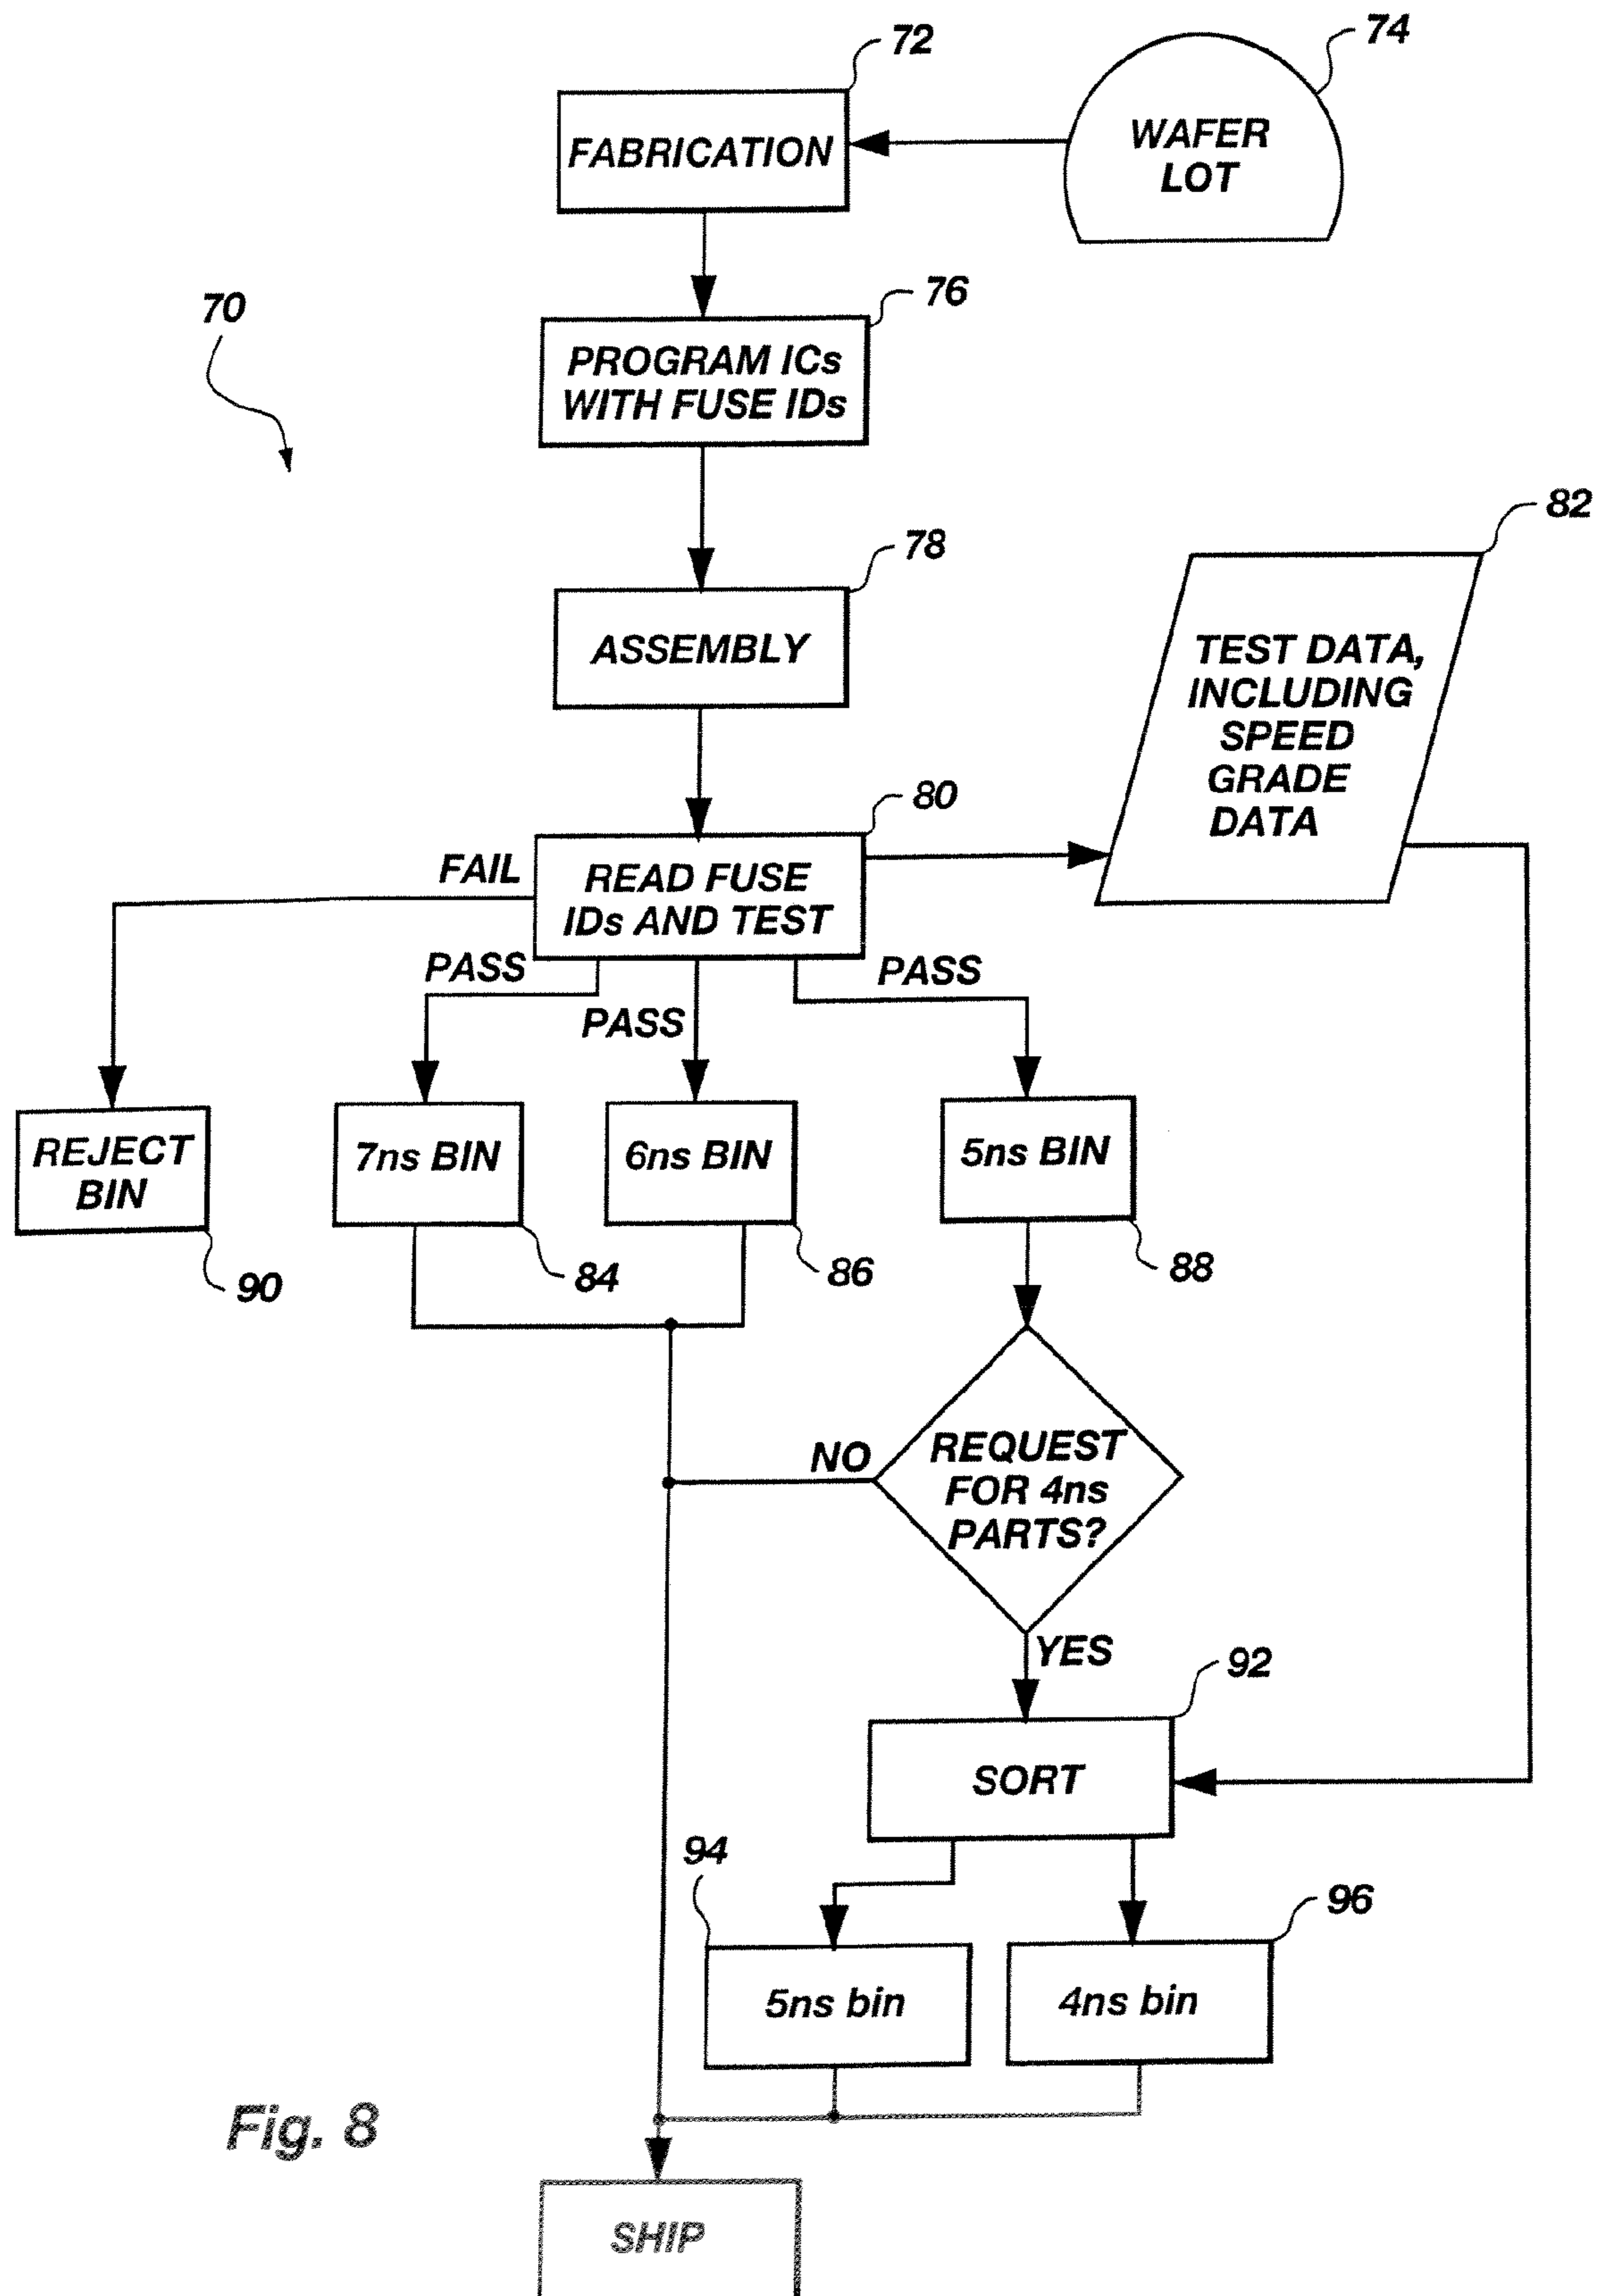 72
74
FABRICATION
WAFER
LOT
70
76
PROGRAM ICs
WITH FUSE IDs
78
82
ASSEMBLY
TEST DATA,
INCLUDING
SPEED
GRADE
DATA
80
FAIL
READ FUSE
IDs AND TEST
PASS
PASS
PASS
REJECT
BIN
7ns BIN
6ns BIN
5ns BIN
90
84
86
88
NO
REQUEST
FOR 4ns
PARTS?
YES
92
SORT
94
96
5ns bin
4ns bin
Fig. 8
SHIP